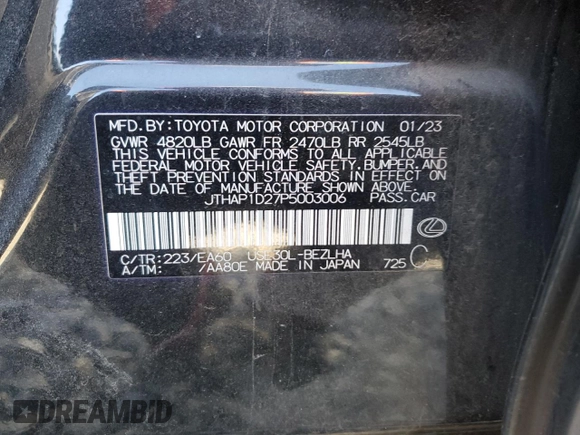 MFD. BY: TOYOTA MOTOR CORPORATION 01/23
GVWR 4820LB GAWR FR 2470LB RR 2545LB
THIS VEHICLE CONFORMS TO ALL APPLICABLE
FEDERAL MOTOR VEHICLE SAFETY, BUMPER, AND
THEFT PREVENTION STANDARDS IN EFFECT ON
THE DATE OF MANUFACTURE SHOWN ABOVE.
JTHAP1D27P5003006 PASS. CAR
C/TR: 223/EA60 USE30L-BEZLHA
A/TM: /AA80E MADE IN JAPAN 725 C
DREAMBID